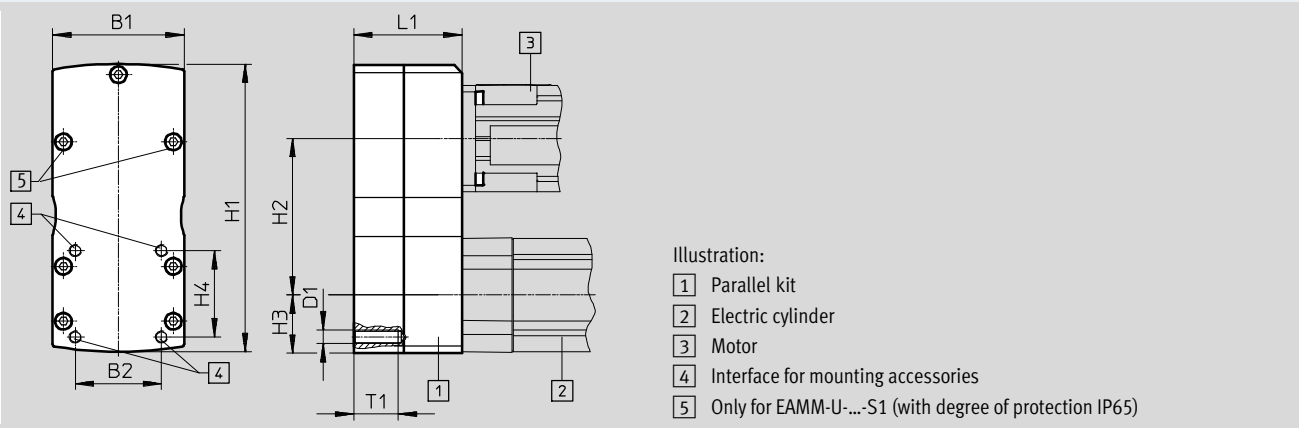 B1
L1
3
5
4
H1
H2
H4
D1
H3
B2
4
T1
1
2
Illustration:
1 Parallel kit
2 Electric cylinder
3 Motor
4 Interface for mounting accessories
5 Only for EAMM-U-...-S1 (with degree of protection IP65)